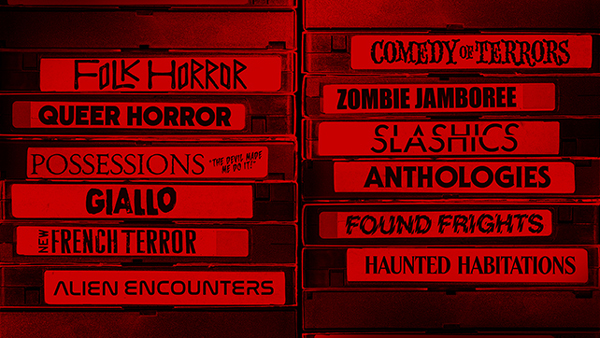 FOLK HORROR
QUEER HORROR
POSSESSIONS "THE DEVIL MADE
ME DO IT!"
GIALLO
NEW FRENCH TERROR
ALIEN ENCOUNTERS
COMEDY OF TERRORS
ZOMBIE JAMBOREE
SLASHICS
ANTHOLOGIES
FOUND FRIGHTS
HAUNTED HABITATIONS